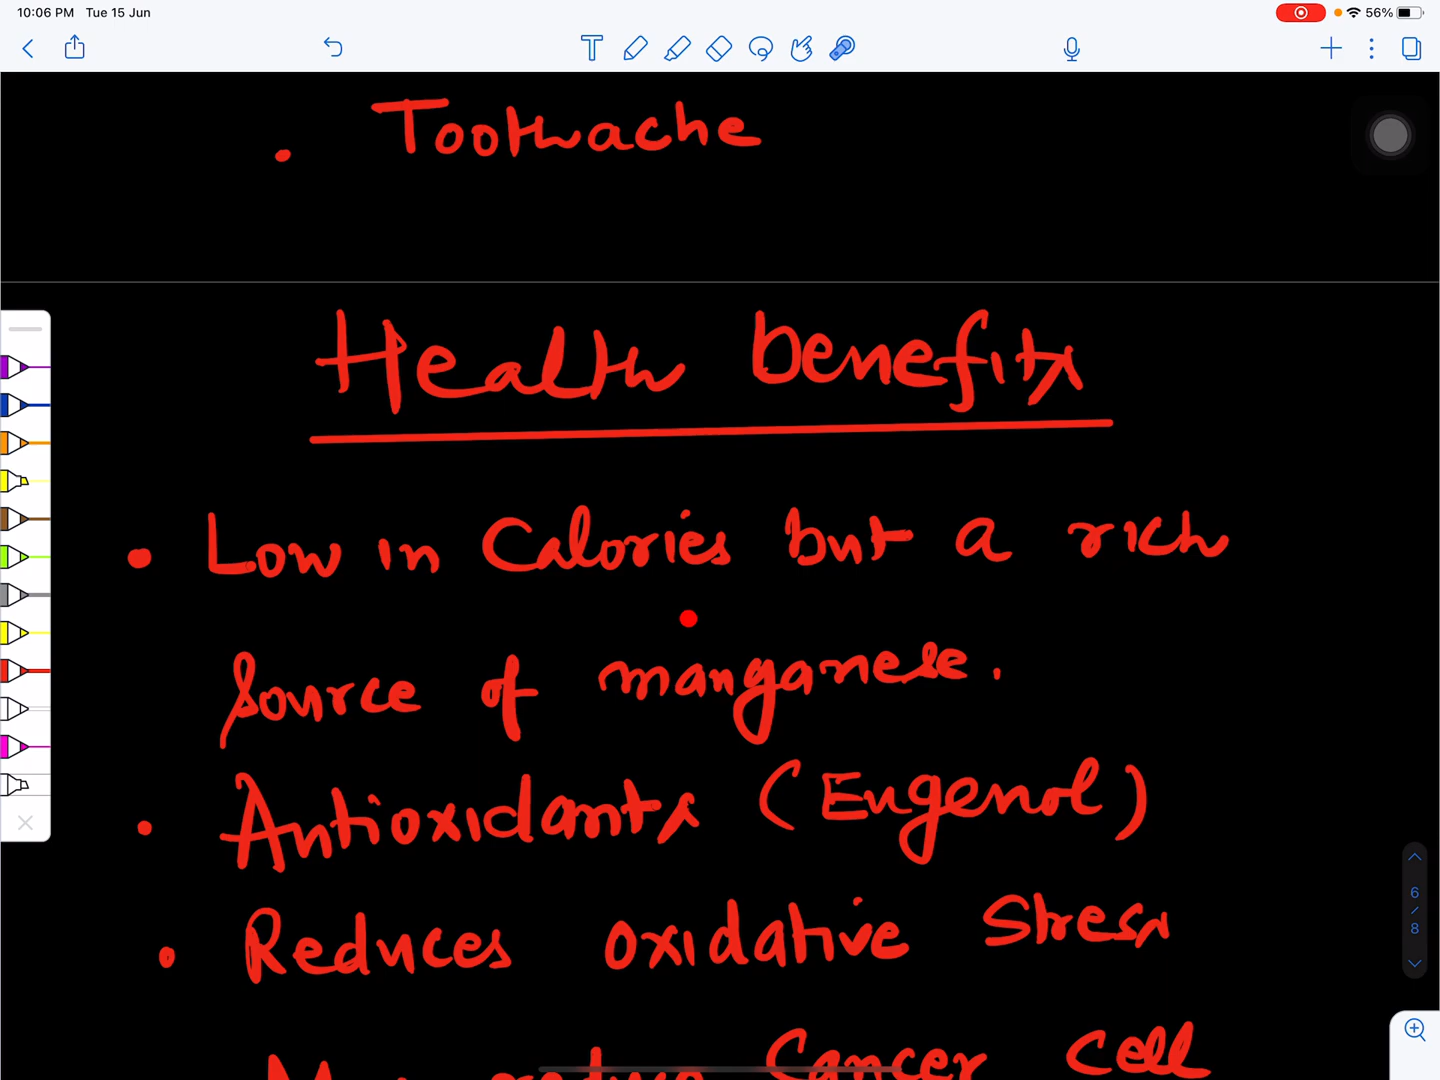 10:06 PM Tue 15 Jun
56%
T
• Toothache
Health benefits
• Low in Calories but a rich
source of manganese.
• Antioxidants (Eugenol)
• Reduces oxidative stress
6
/
8
Cancer cell